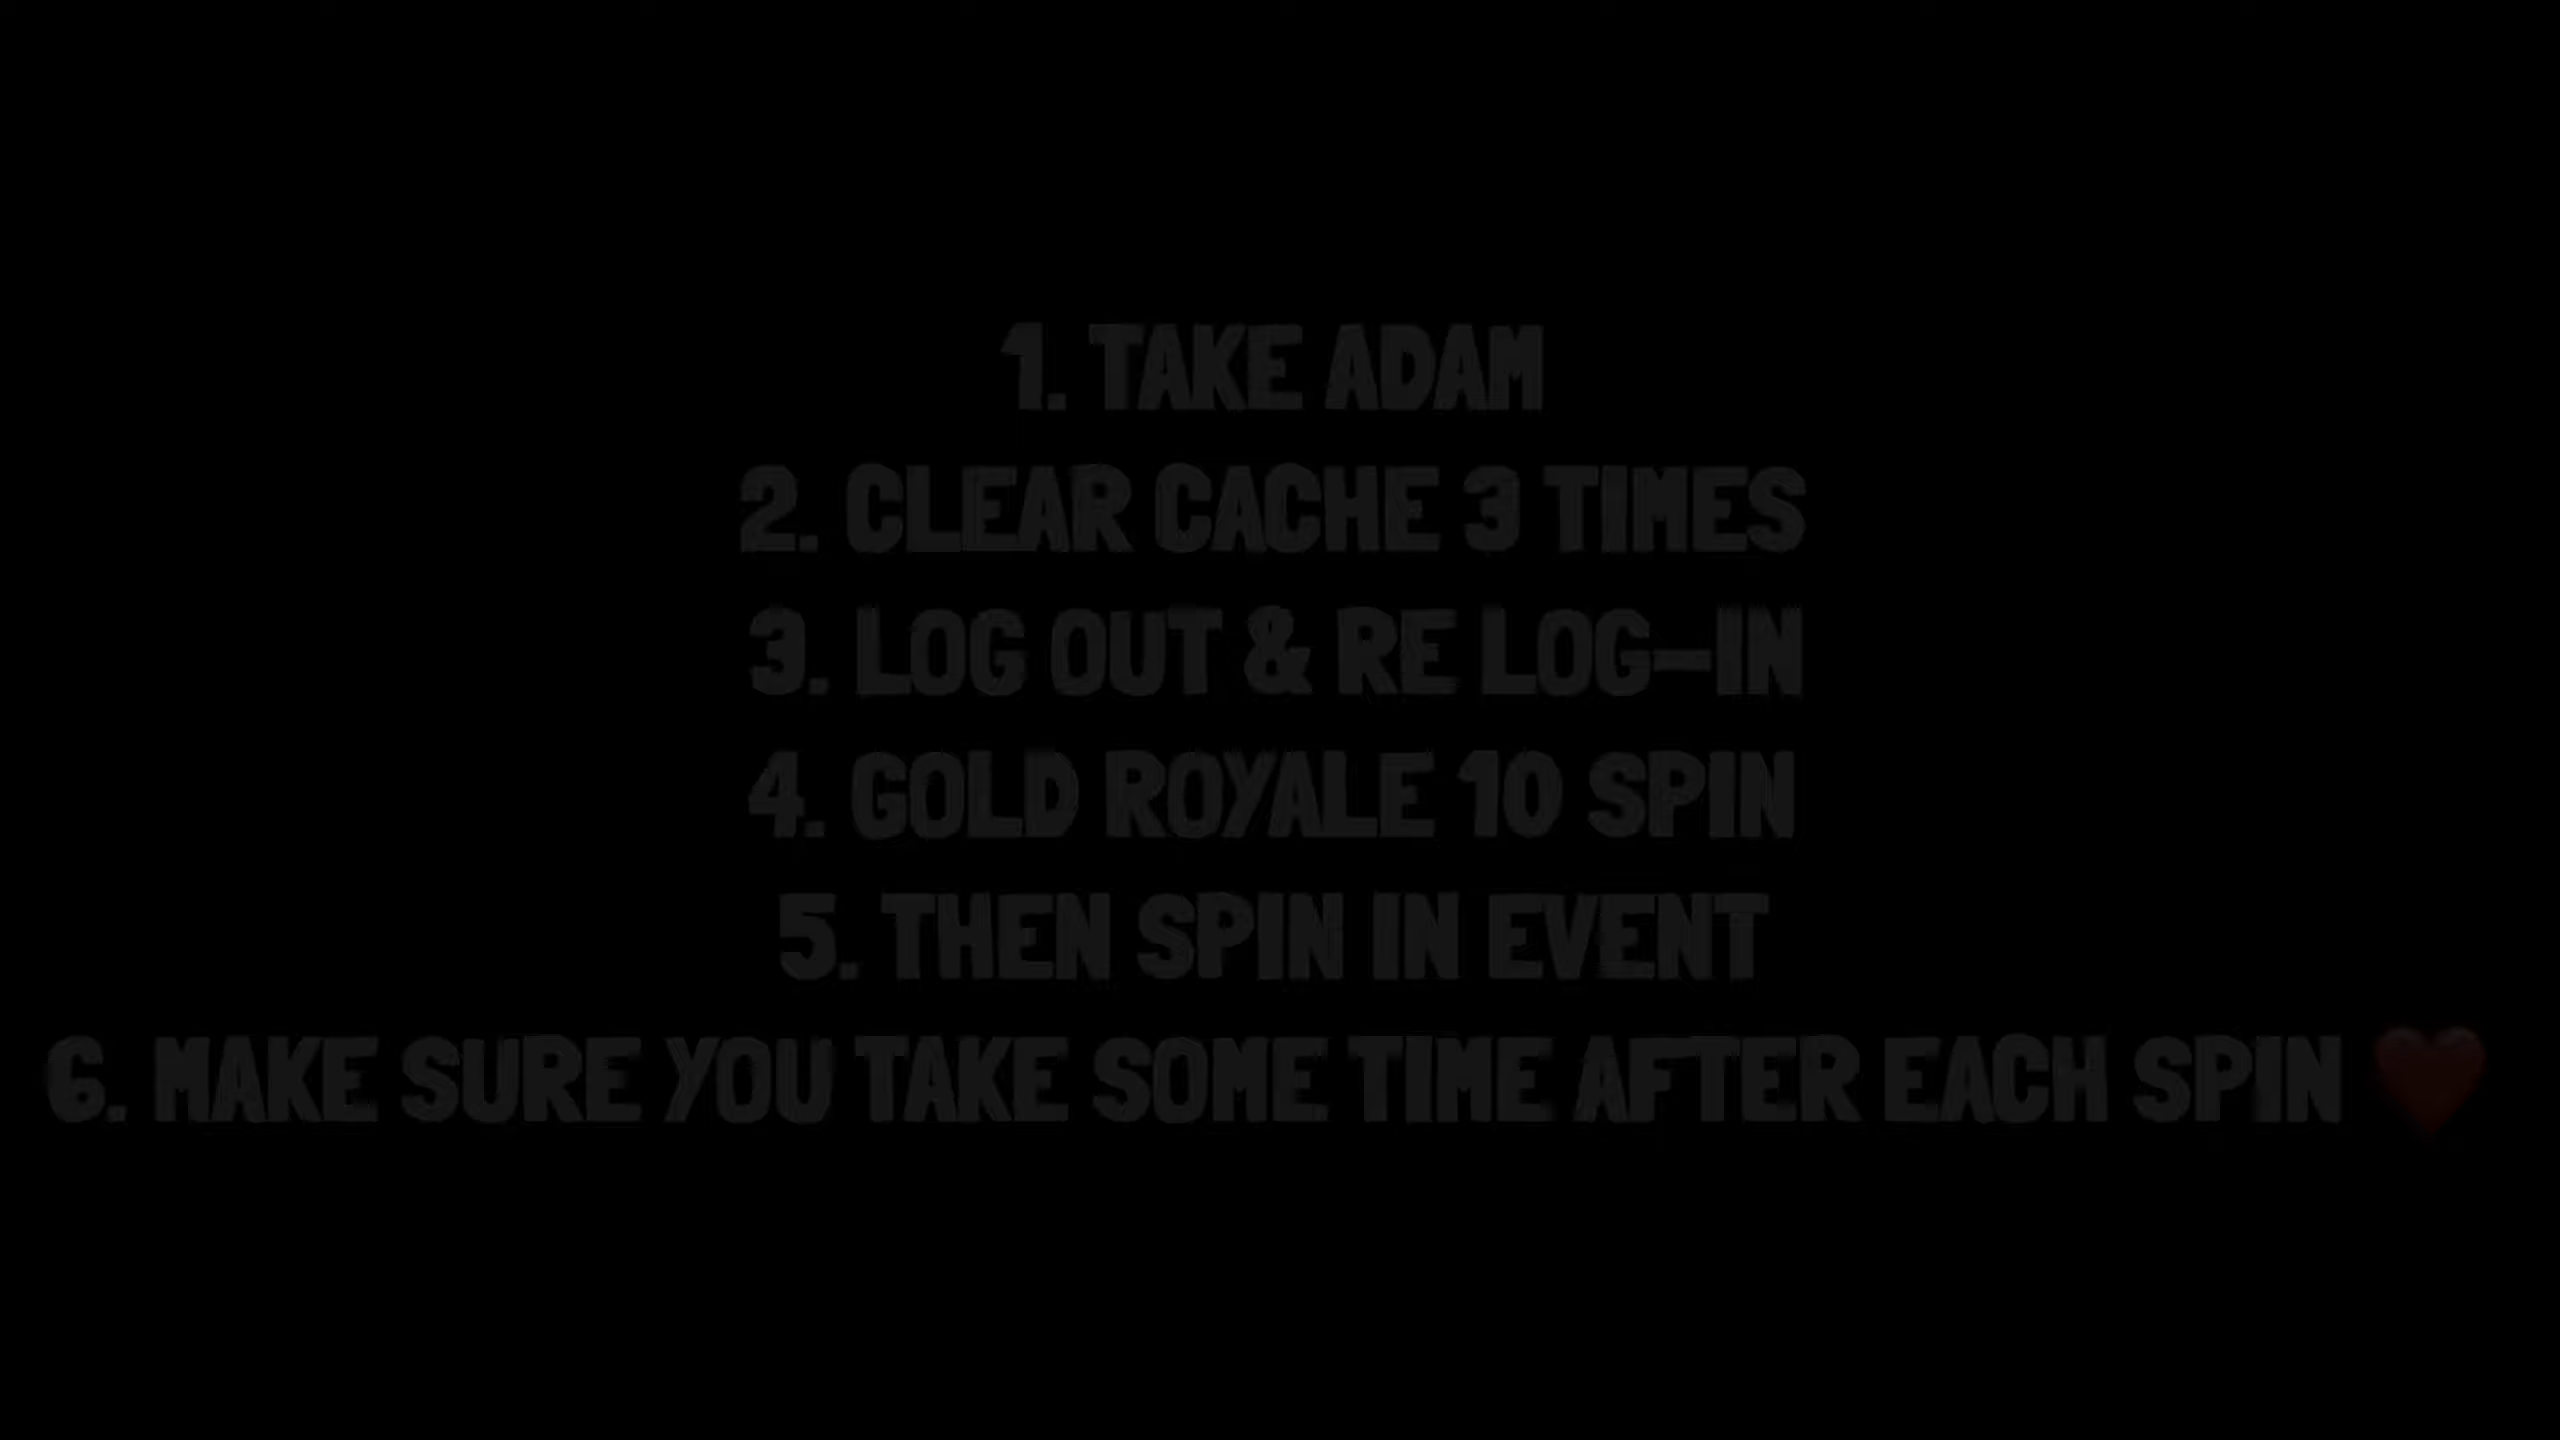 1. TAKE ADAM
2. CLEAR CACHE 3 TIMES
3. LOG OUT & RE LOG-IN
4. GOLD ROYALE 10 SPIN
5. THEN SPIN IN EVENT
6. MAKE SURE YOU TAKE SOME TIME AFTER EACH SPIN ❤️